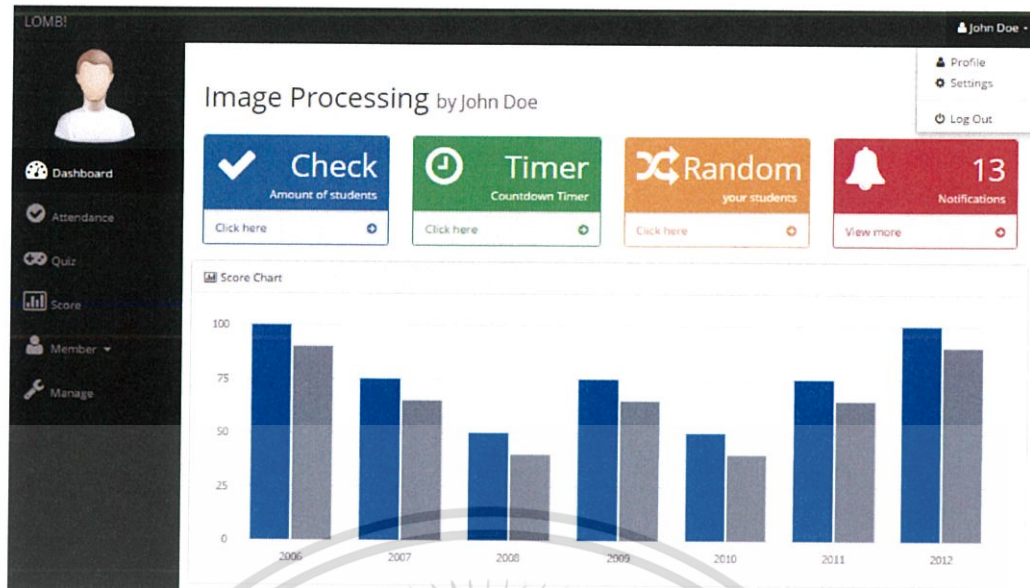 LOMB!
John Doe
Profile
Settings
Log Out
Image Processing by John Doe
Dashboard
Attendance
Quiz
Score
Member
Manage
Check
Amount of students
Click here
Timer
Countdown Timer
Click here
Random
your students
Click here
13
Notifications
View more
Score Chart
100
75
50
25
0
2006
2007
2008
2009
2010
2011
2012